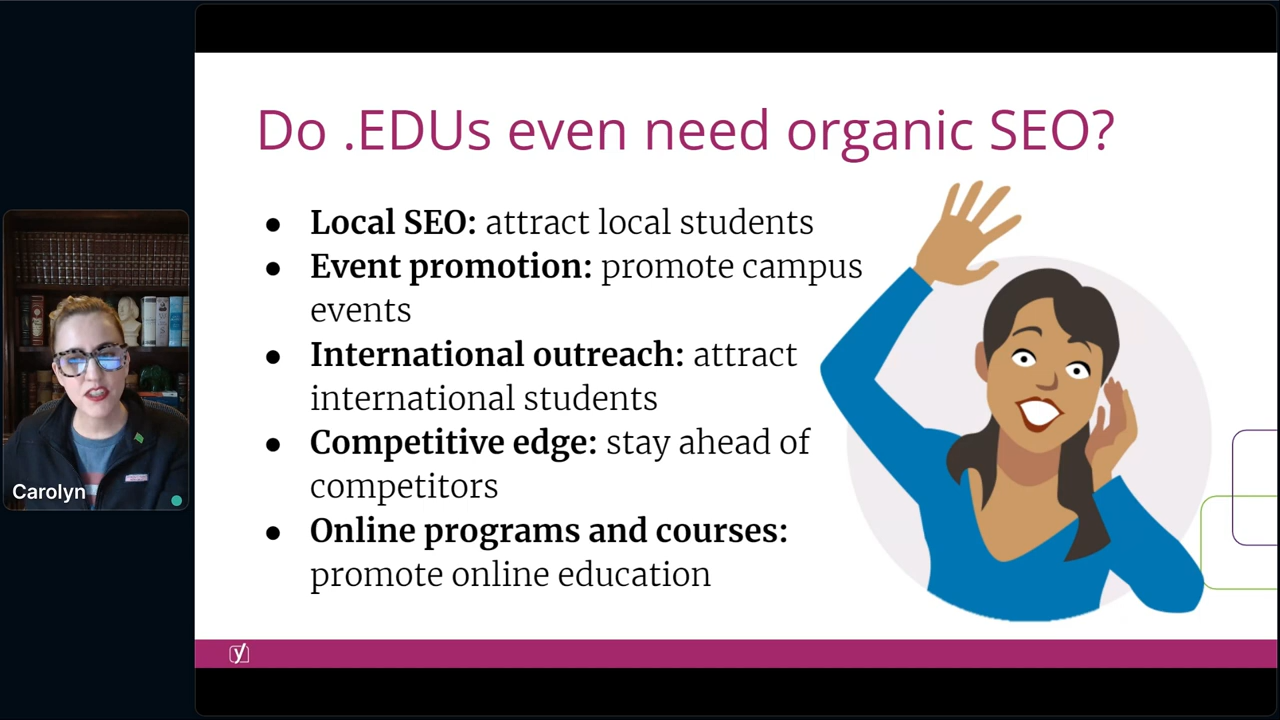 Do .EDUs even need organic SEO?
● Local SEO: attract local students
● Event promotion: promote campus
events
● International outreach: attract
international students
● Competitive edge: stay ahead of
competitors
● Online programs and courses:
promote online education
Carolyn
y